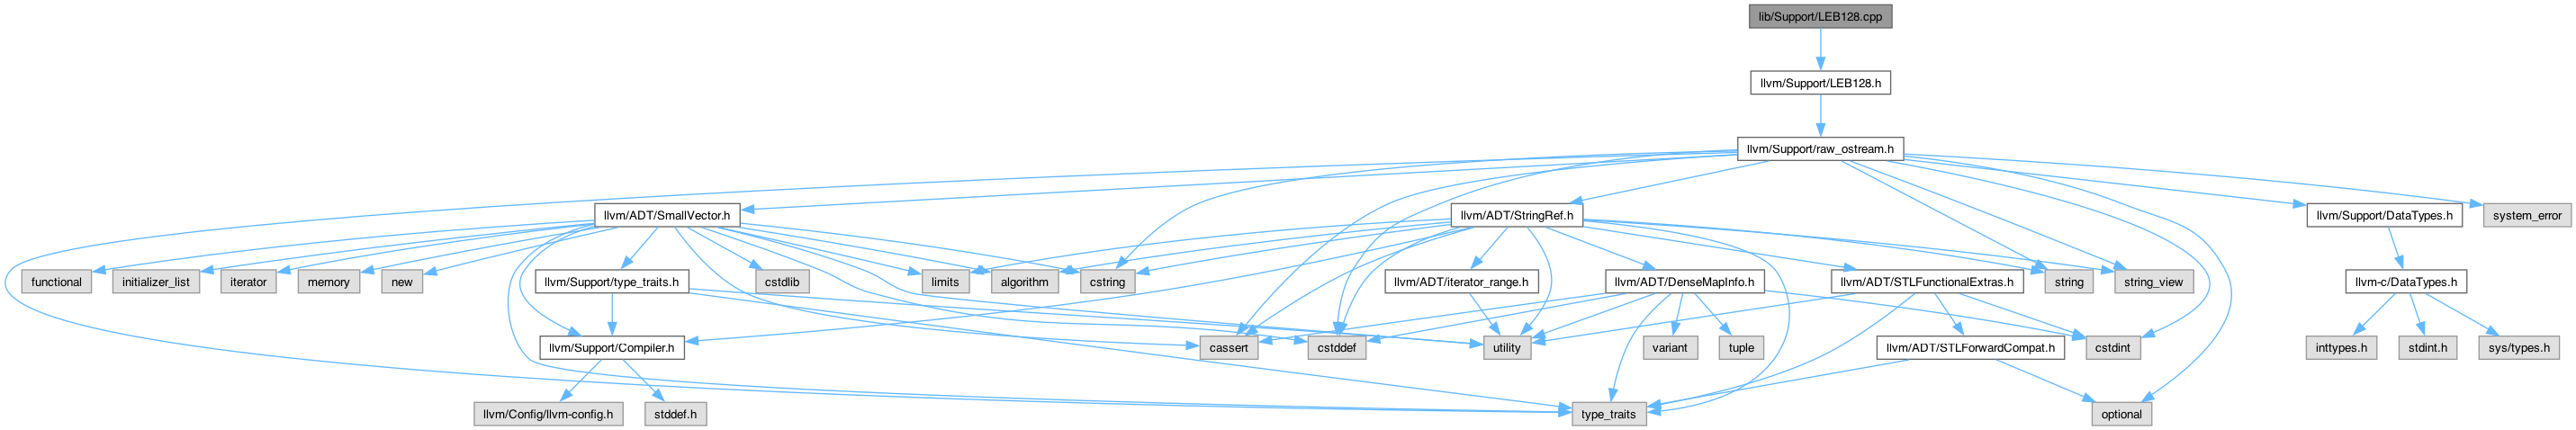 lib/Support/LEB128.cpp
llvm/Support/LEB128.h
llvm/Support/raw_ostream.h
llvm/ADT/SmallVector.h
llvm/ADT/StringRef.h
llvm/Support/DataTypes.h
system_error
functional
initializer_list
iterator
memory
new
llvm/Support/type_traits.h
cstdlib
limits
algorithm
cstring
llvm/ADT/iterator_range.h
llvm/ADT/DenseMapInfo.h
llvm/ADT/STLFunctionalExtras.h
string
string_view
llvm-c/DataTypes.h
llvm/Support/Compiler.h
cassert
cstddef
utility
variant
tuple
llvm/ADT/STLForwardCompat.h
cstdint
inttypes.h
stdint.h
sys/types.h
llvm/Config/llvm-config.h
stddef.h
type_traits
optional